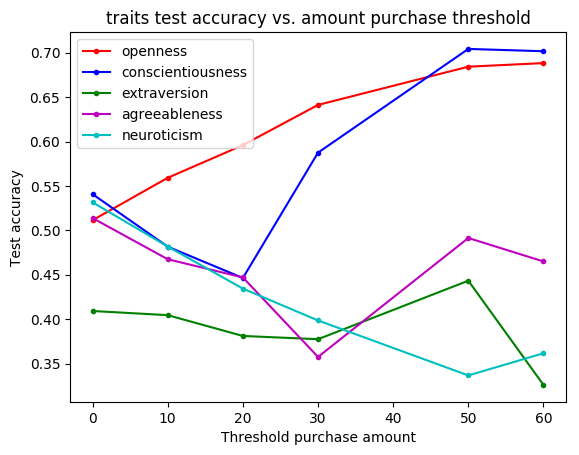 traits test accuracy vs. amount purchase threshold
openness
conscientiousness
extraversion
agreeableness
neuroticism
Test accuracy
0.70
0.65
0.60
0.55
0.50
0.45
0.40
0.35
0 10 20 30 40 50 60
Threshold purchase amount